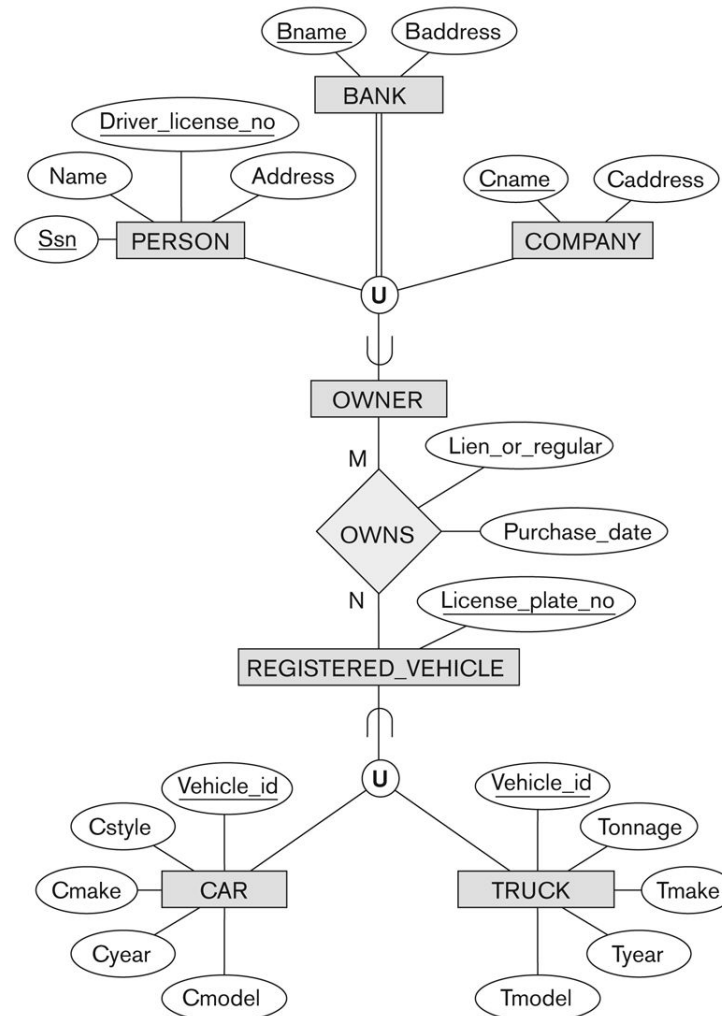 Bname
Baddress
BANK
Driver_license_no
Name
Address
Cname
Caddress
Ssn
PERSON
COMPANY
U
OWNER
M
Lien_or_regular
OWNS
Purchase_date
N
License_plate_no
REGISTERED_VEHICLE
U
Vehicle_id
Vehicle_id
Cstyle
Tonnage
Cmake
CAR
TRUCK
Tmake
Cyear
Tyear
Cmodel
Tmodel